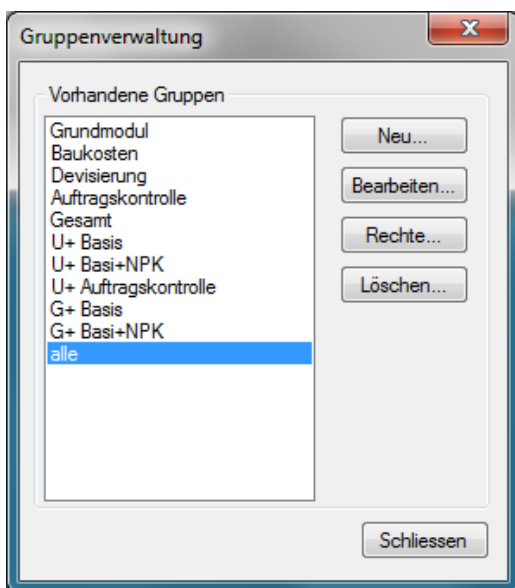 Gruppenverwaltung
Vorhandene Gruppen
Grundmodul
Baukosten
Devisierung
Auftragskontrolle
Gesamt
U+ Basis
U+ Basi+NPK
U+ Auftragskontrolle
G+ Basis
G+ Basi+NPK
alle
Neu...
Bearbeiten...
Rechte...
Löschen...
Schliessen